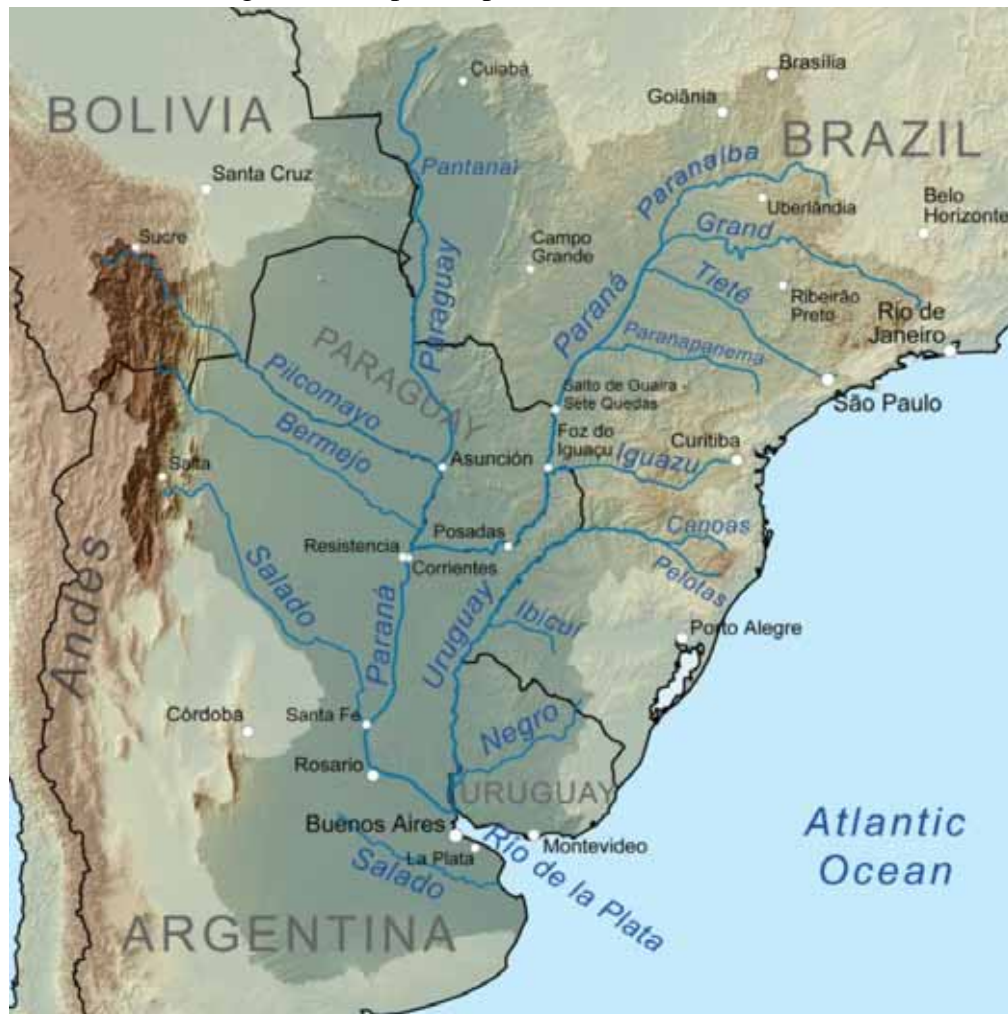 Cuiabá
Brasília
BOLIVIA
Goiânia
BRAZIL
Santa Cruz
Pantanal
Paranaíba
Uberlândia
Belo
Horizonte
Sucre
Campo
Grande
Grand
Tieté
Ribeirão
Preto
Rio de
Janeiro
Paraguay
Paraná
PARAGUAY
Paranapanema
Pilcomayo
Salto de Guaira -
Sete Quedas
São Paulo
Bermejo
Foz do
Iguaçu
Curitiba
Iguazu
Asunción
Salta
Canoas
Posadas
Resistencia
Corrientes
Pelotas
Salado
Andes
Paraná
Uruguay
Ibicuí
Porto Alegre
Córdoba
Santa Fé
Negro
Rosario
URUGUAY
Buenos Aires
Montevideo
La Plata
Río de la Plata
Salado
Atlantic
Ocean
ARGENTINA